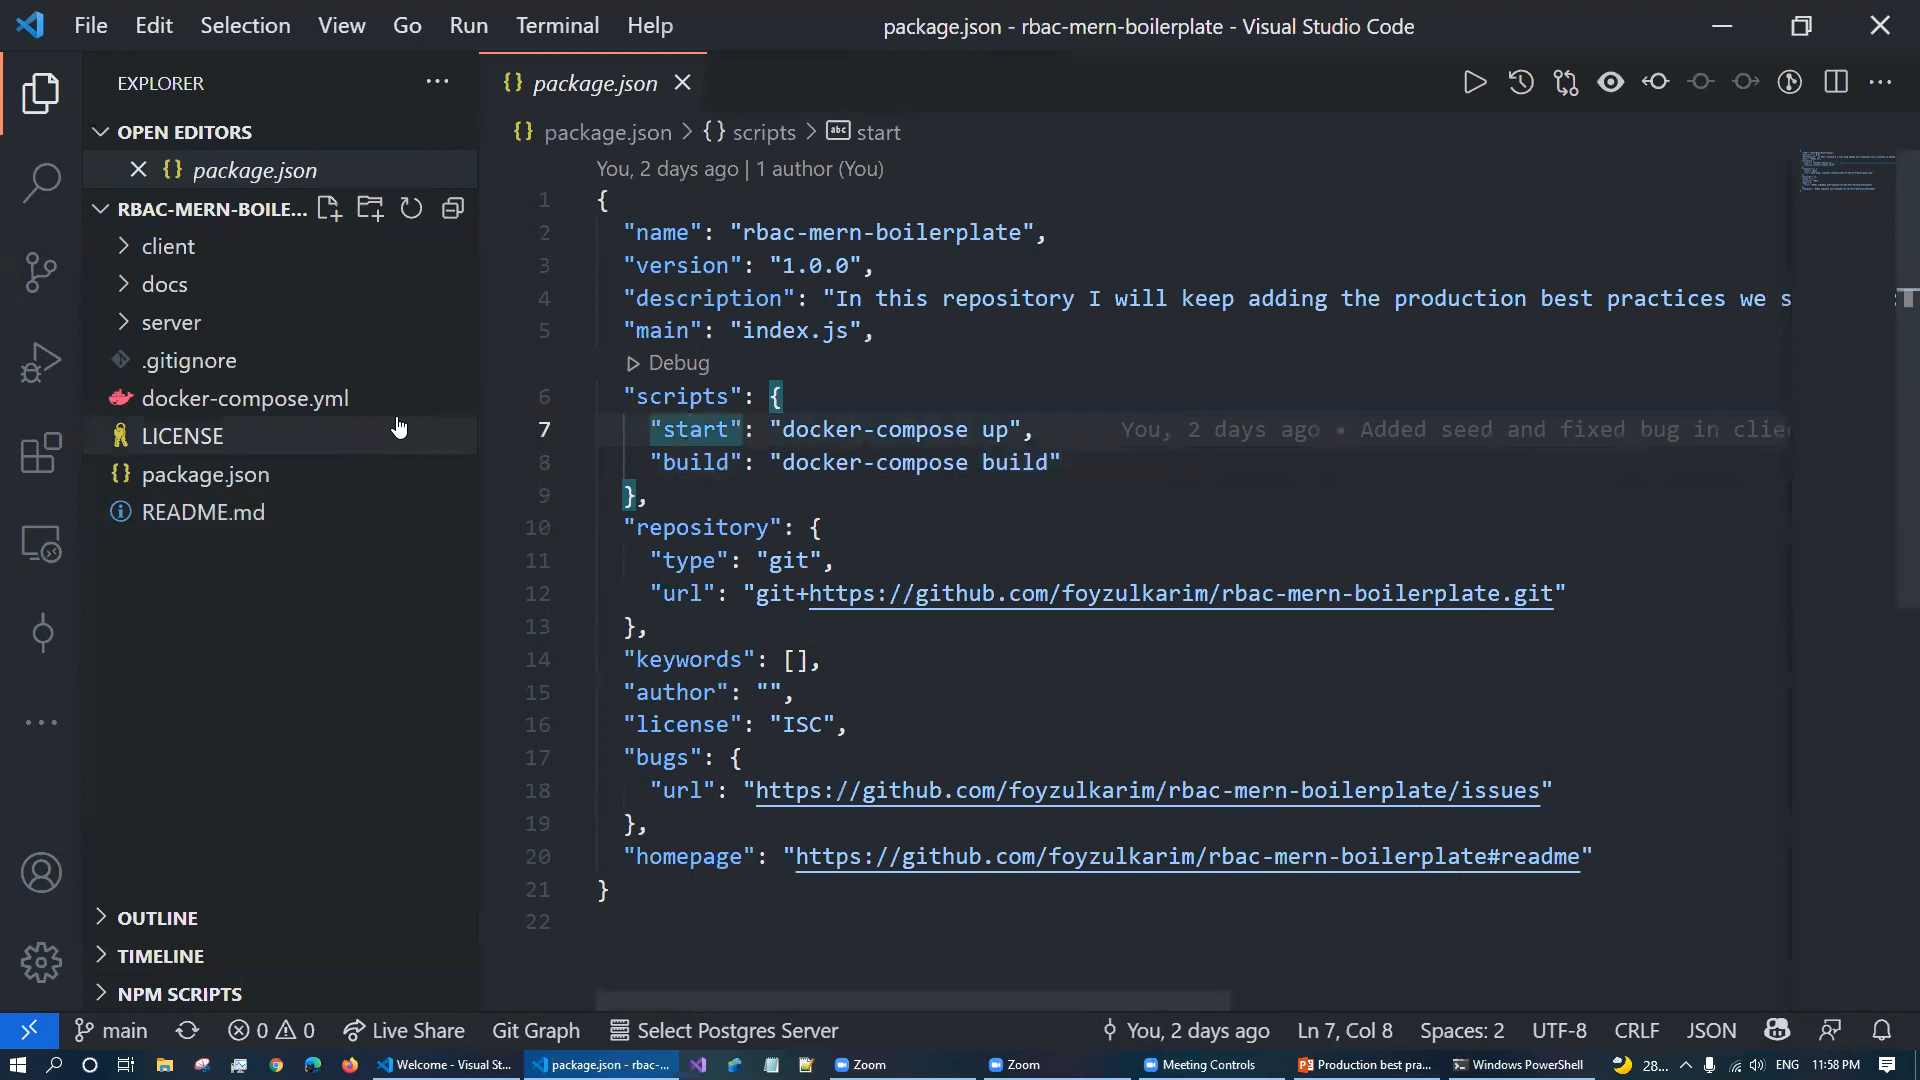 File Edit Selection View Go Run Terminal Help package.json - rbac-mern-boilerplate - Visual Studio Code
EXPLORER
OPEN EDITORS
package.json
RBAC-MERN-BOILE...
client
docs
server
.gitignore
docker-compose.yml
LICENSE
package.json
README.md
OUTLINE
TIMELINE
NPM SCRIPTS
package.json
package.json > {} scripts > abc start
You, 2 days ago | 1 author (You)
1 {
2 "name": "rbac-mern-boilerplate",
3 "version": "1.0.0",
4 "description": "In this repository I will keep adding the production best practices we s
5 "main": "index.js",
Debug
6 "scripts": {
7 "start": "docker-compose up", You, 2 days ago • Added seed and fixed bug in clie
8 "build": "docker-compose build"
9 },
10 "repository": {
11 "type": "git",
12 "url": "git+https://github.com/foyzulkarim/rbac-mern-boilerplate.git"
13 },
14 "keywords": [],
15 "author": "",
16 "license": "ISC",
17 "bugs": {
18 "url": "https://github.com/foyzulkarim/rbac-mern-boilerplate/issues"
19 },
20 "homepage": "https://github.com/foyzulkarim/rbac-mern-boilerplate#readme"
21 }
22
main 0 0 Live Share Git Graph Select Postgres Server You, 2 days ago Ln 7, Col 8 Spaces: 2 UTF-8 CRLF JSON
Welcome - Visual St... package.json - rbac-... Zoom Zoom Meeting Controls Production best pra... Windows PowerShell 28... ENG 11:58 PM